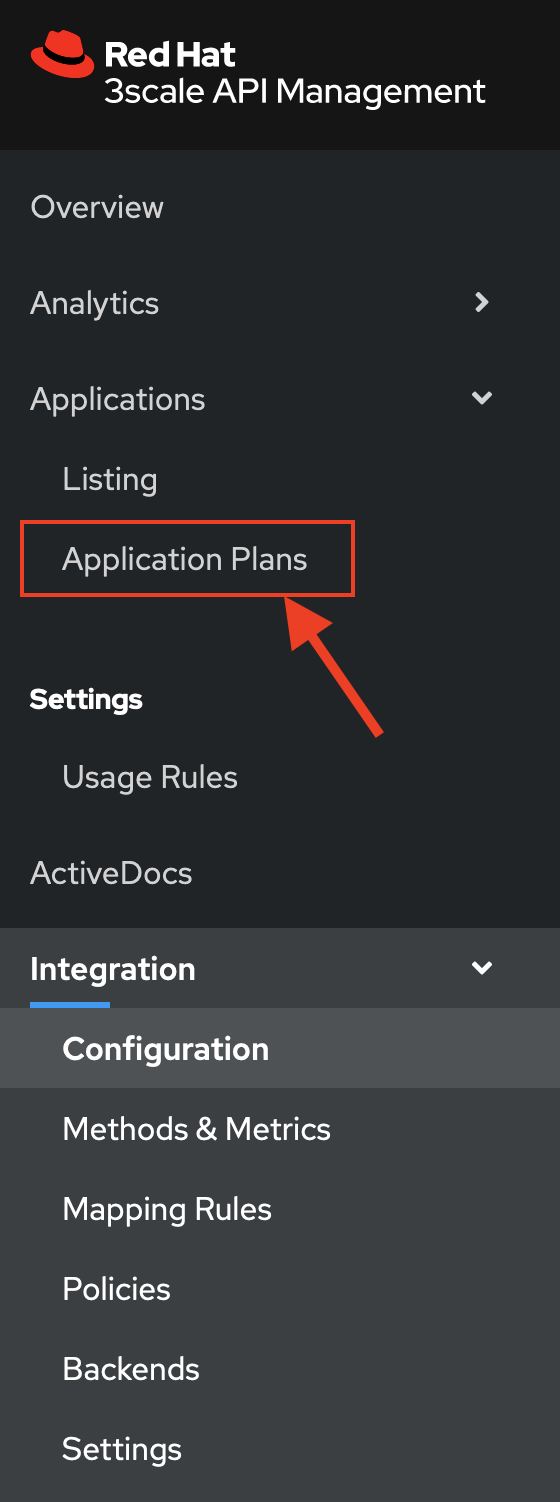 Red Hat
3scale API Management
Overview
Analytics
Applications
Listing
Application Plans
Settings
Usage Rules
ActiveDocs
Integration
Configuration
Methods & Metrics
Mapping Rules
Policies
Backends
Settings